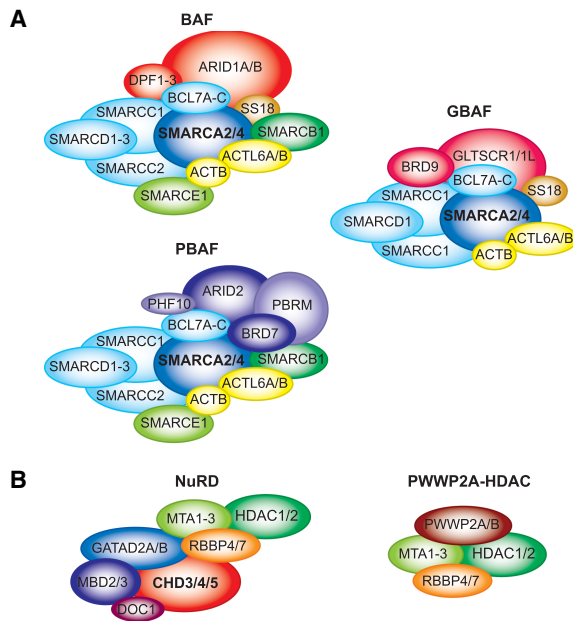 A
BAF
ARID1A/B
DPF1-3
BCL7A-C
SMARCC1
SS18
SMARCD1-3
SMARCA2/4
SMARCB1
ACTL6A/B
SMARCC2
ACTB
SMARCE1
GBAF
GLTSCR1/1L
BRD9
BCL7A-C
SMARCC1
SS18
SMARCD1
SMARCA2/4
ACTL6A/B
SMARCC1
ACTB
PBAF
ARID2
PHF10
PBRM
BCL7A-C
BRD7
SMARCC1
SMARCD1-3
SMARCA2/4
SMARCB1
ACTL6A/B
SMARCC2
ACTB
SMARCE1
B
NuRD
MTA1-3
HDAC1/2
GATAD2A/B
RBBP4/7
MBD2/3
CHD3/4/5
DOC1
PWWP2A-HDAC
PWWP2A/B
MTA1-3
HDAC1/2
RBBP4/7